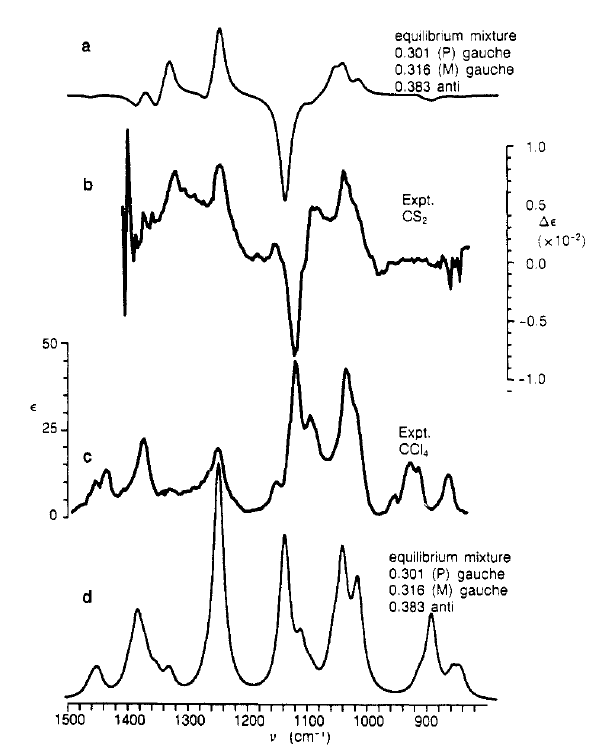 a
equilibrium mixture
0.301 (P) gauche
0.316 (M) gauche
0.383 anti
b
Expt.
CS₂
1.0
0.5
Δϵ
(×10⁻²)
0.0
-0.5
-1.0
50
ϵ
25
0
c
Expt.
CCl₄
d
equilibrium mixture
0.301 (P) gauche
0.316 (M) gauche
0.383 anti
1500 1400 1300 1200 1100 1000 900
ν (cm⁻¹)